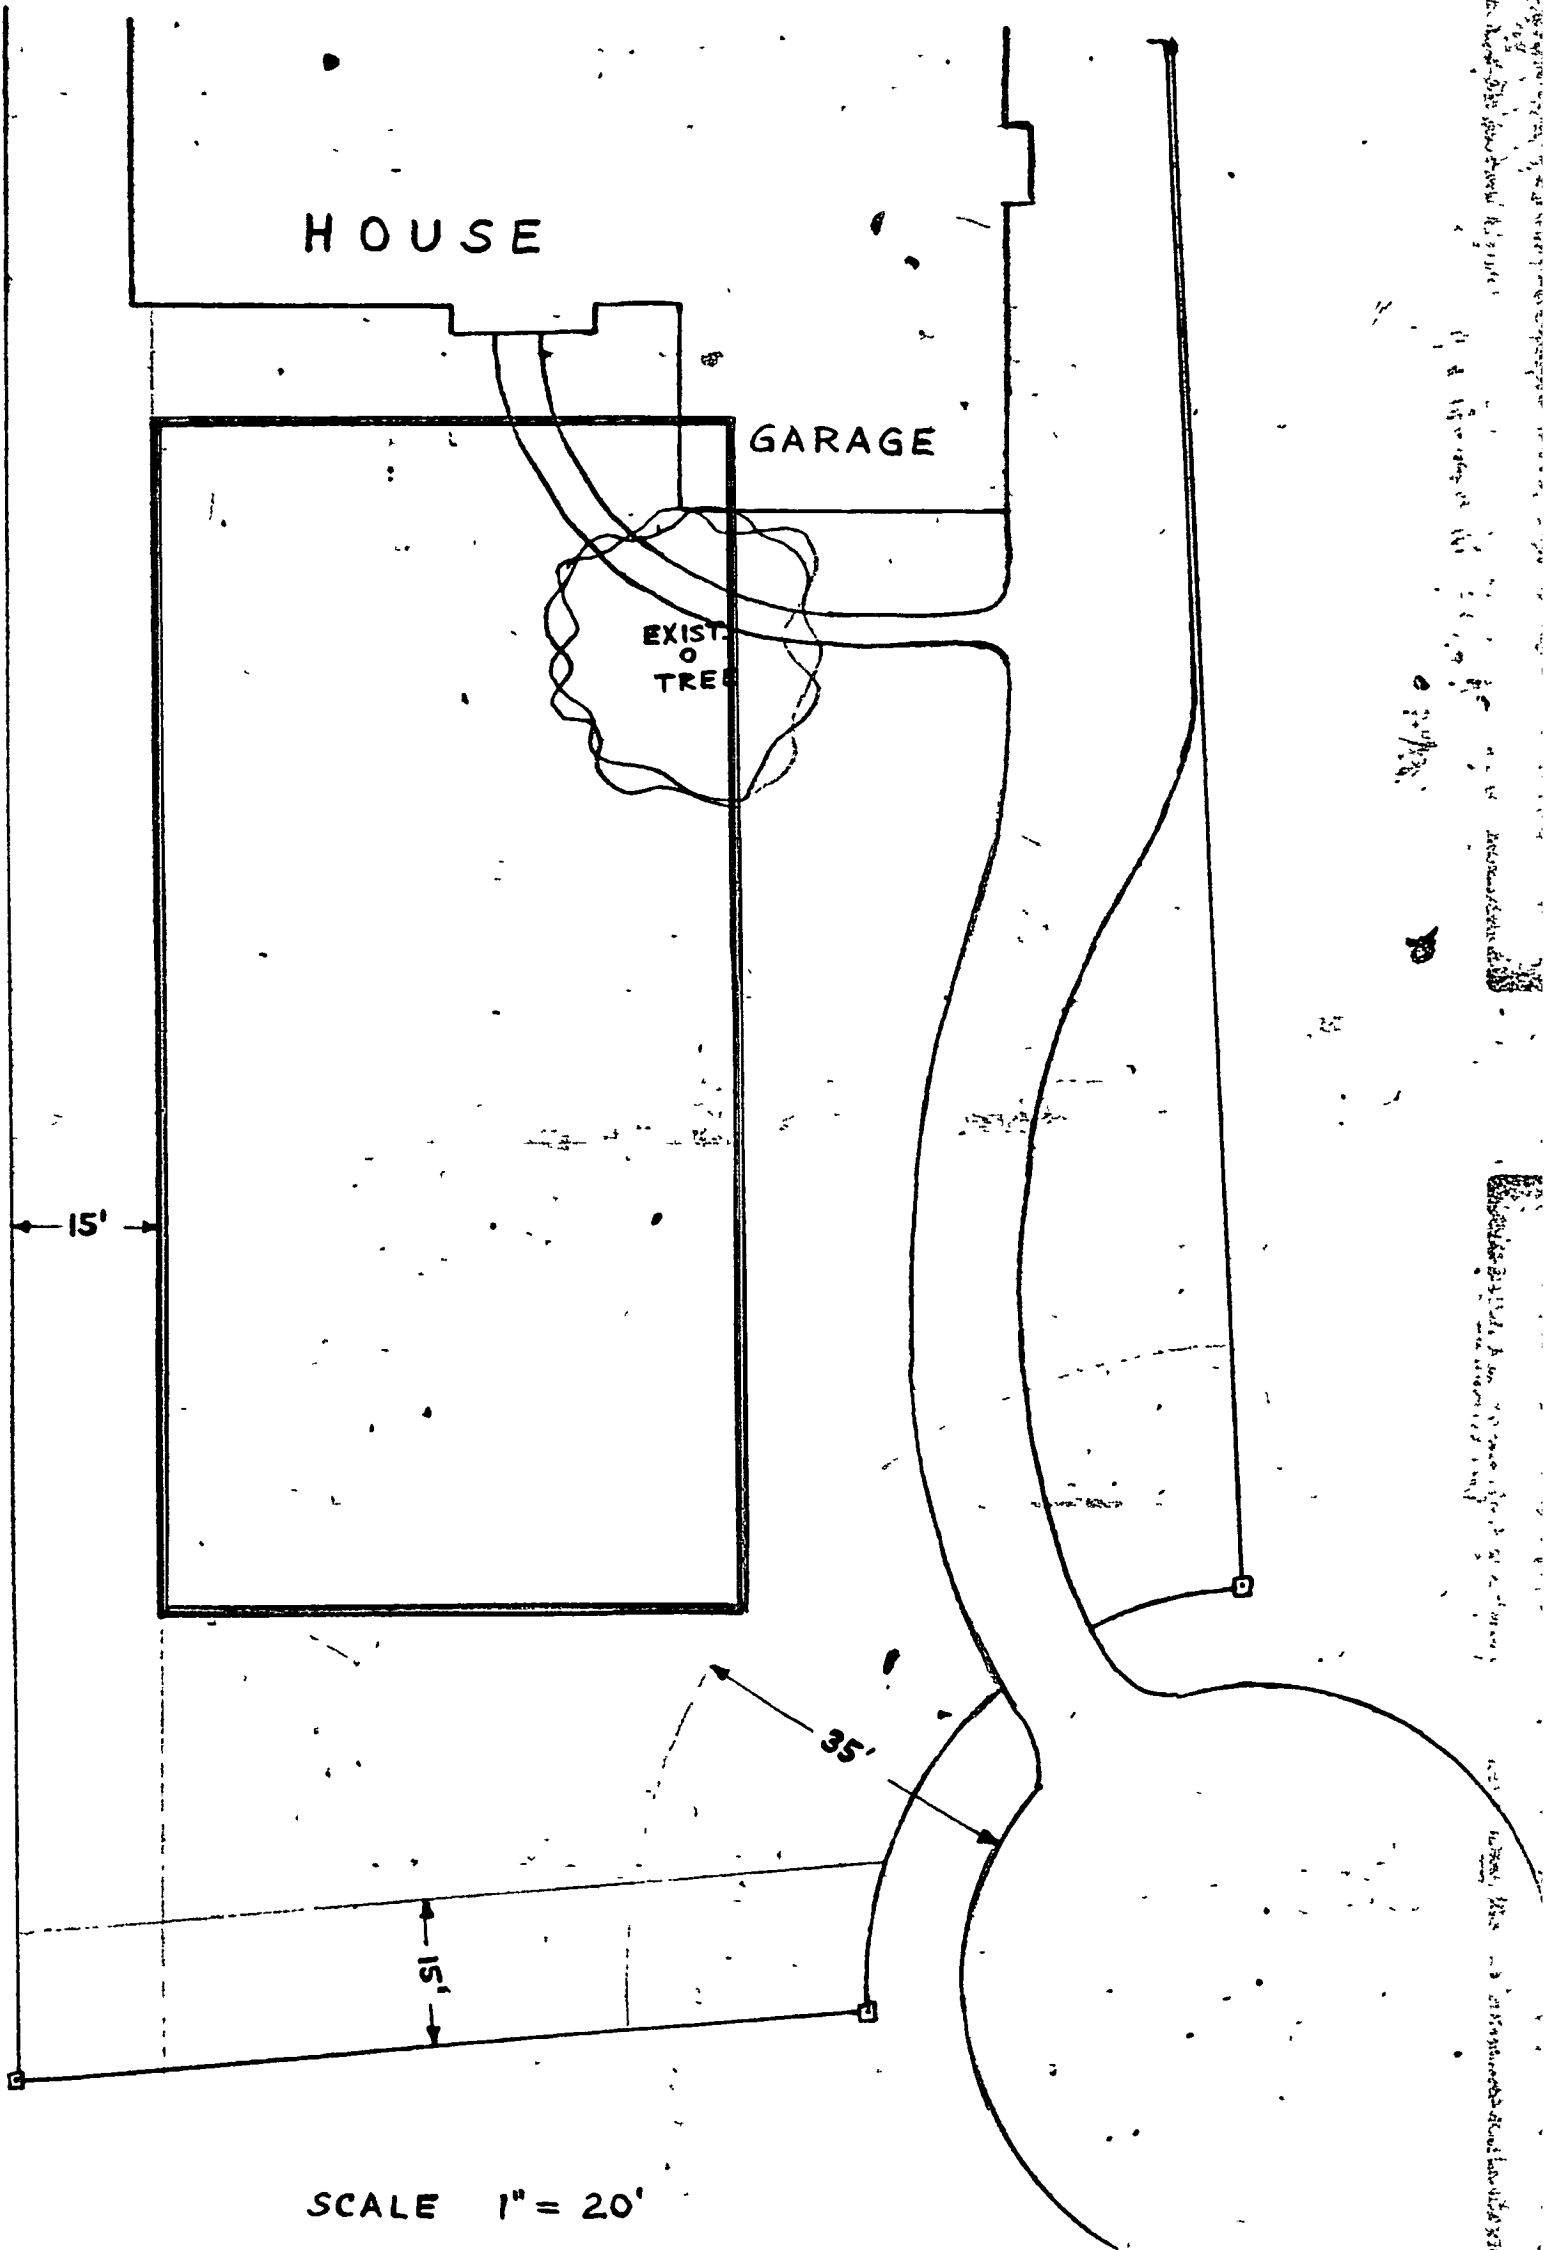 HOUSE
GARAGE
EXIST.
TREE
15'
35'
15'
SCALE 1" = 20'